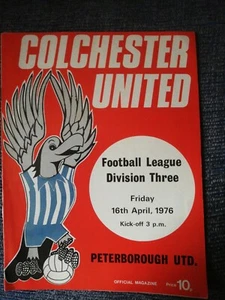 COLCHESTER
UNITED
Football League
Division Three
Friday
16th April, 1976
Kick-off 3 p.m.
PETERBOROUGH UTD.
OFFICIAL MAGAZINE
Price 10p